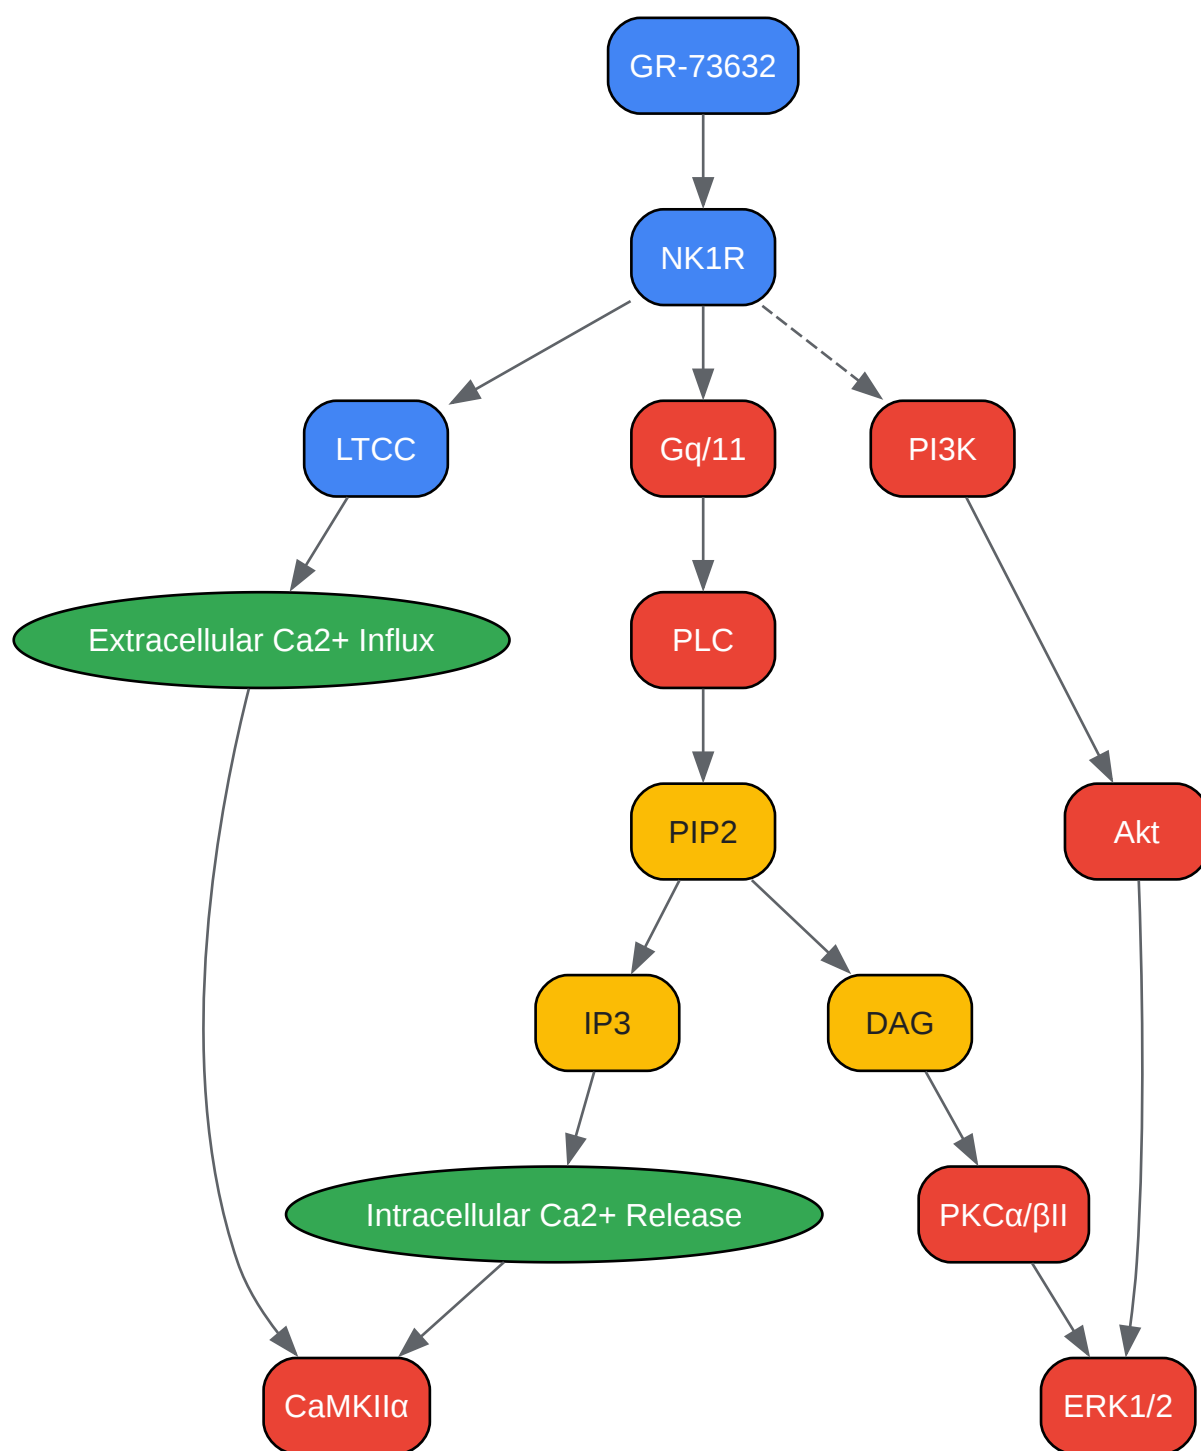 GR-73632
NK1R
LTCC
Gq/11
PI3K
Extracellular Ca2+ Influx
PLC
PIP2
Akt
IP3
DAG
Intracellular Ca2+ Release
PKCα/βII
CaMKIIα
ERK1/2